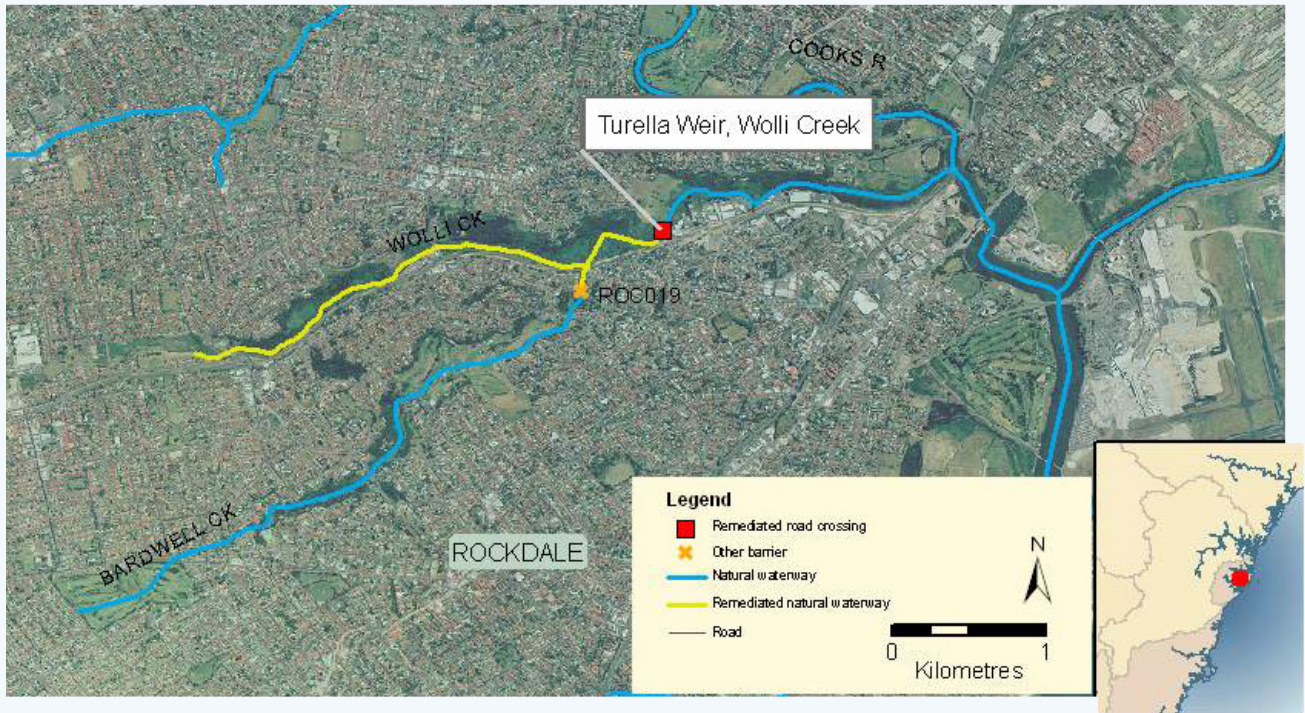 COOKS R
Turella Weir, Wolli Creek
WOLLI CK
ROC019
BARDWELL CK
ROCKDALE
Legend
Remediated road crossing
Other barrier
Natural waterway
Remediated natural waterway
Road
N
0 1
Kilometres